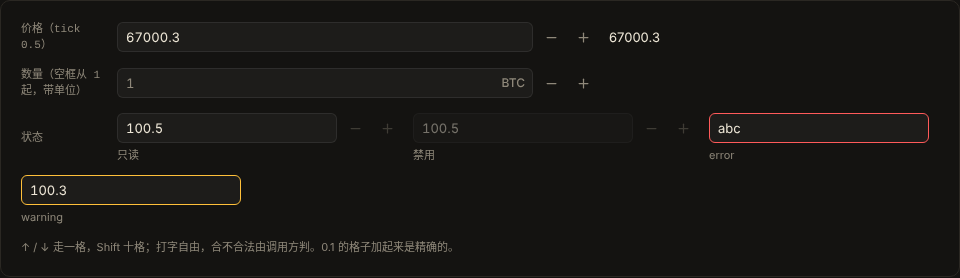 价格（tick
0.5）
67000.3 − + 67000.3
数量（空框从 1
起，带单位）
1 BTC − +
状态
100.5 − + 100.5 − + abc
只读 禁用 error
100.3
warning
↑ / ↓ 走一格，Shift 十格；打字自由，合不合法由调用方判。0.1 的格子加起来是精确的。